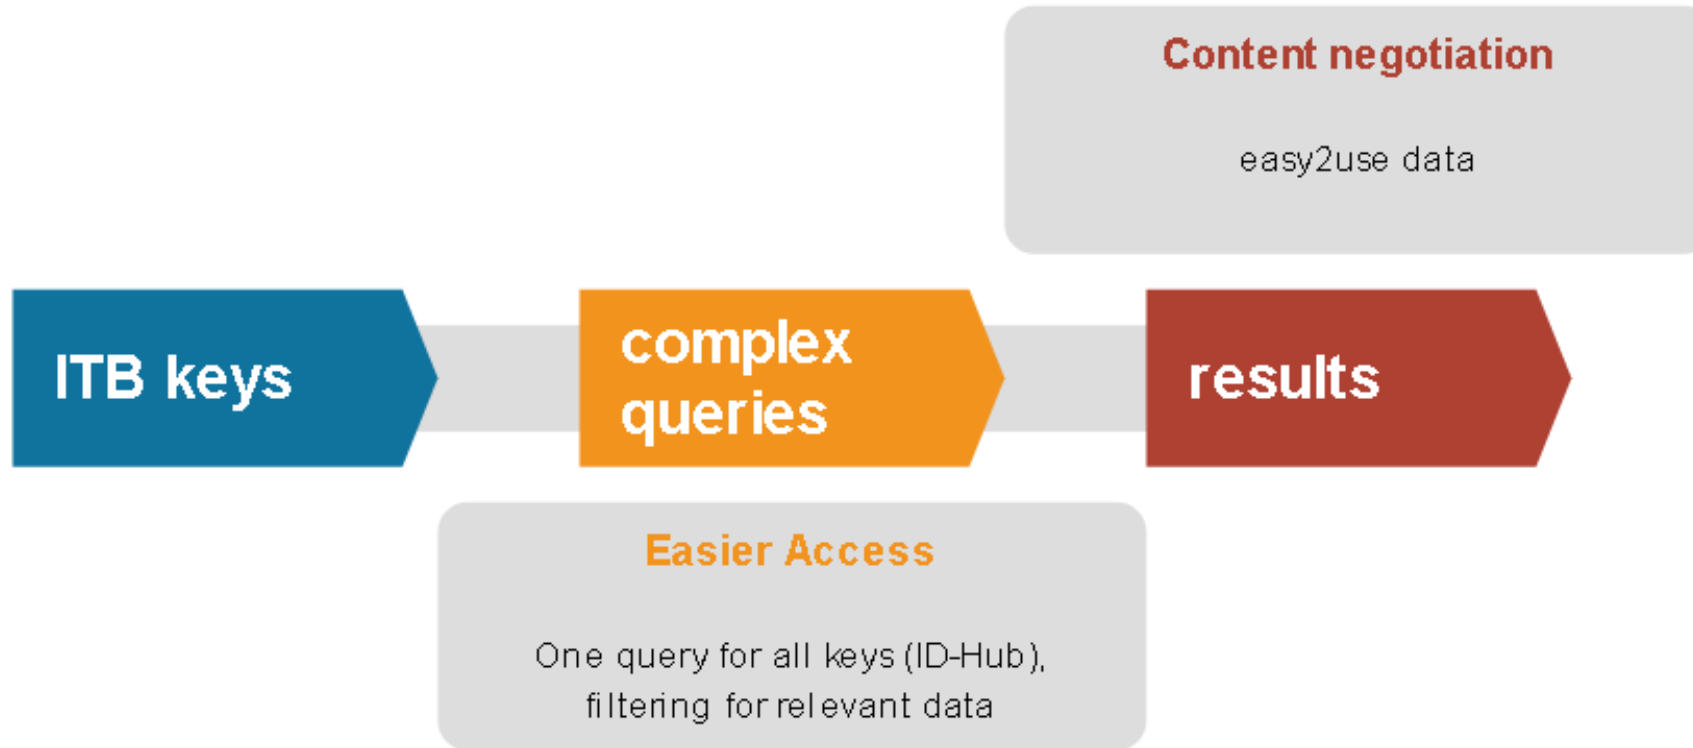 Content negotiation
easy2use data
ITB keys
complex
queries
results
Easier Access
One query for all keys (ID-Hub),
filtering for relevant data